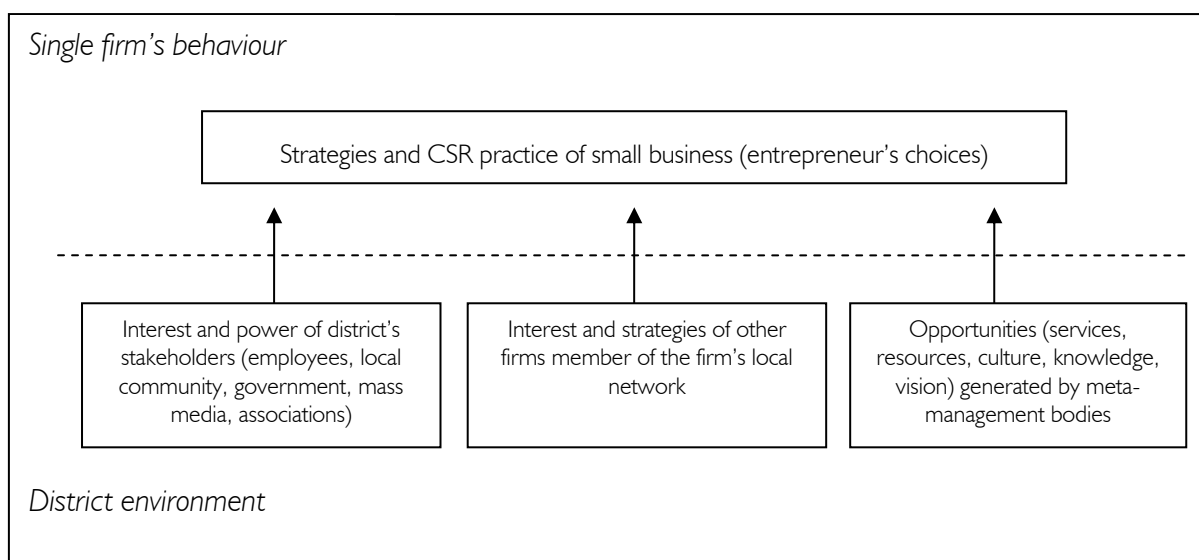 Single firm's behaviour
Strategies and CSR practice of small business (entrepreneur's choices)
Interest and power of district's
stakeholders (employees, local
community, government, mass
media, associations)
Interest and strategies of other
firms member of the firm's local
network
Opportunities (services,
resources, culture, knowledge,
vision) generated by meta-
management bodies
District environment